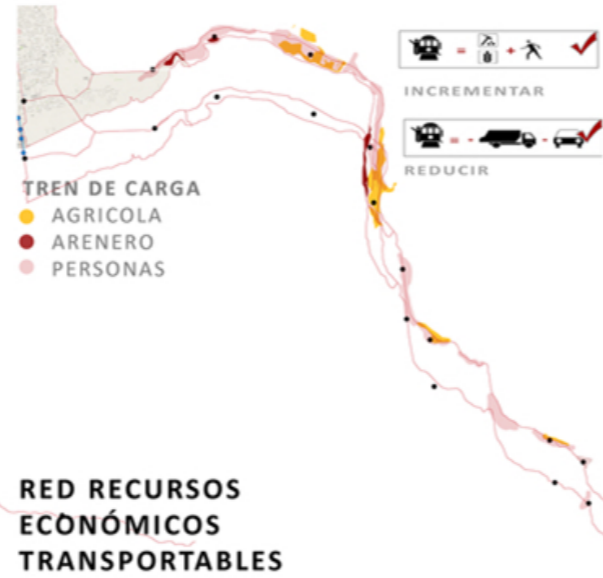 INCREMENTAR
REDUCIR
TREN DE CARGA
AGRICOLA
ARENERO
PERSONAS
RED RECURSOS
ECONÓMICOS
TRANSPORTABLES